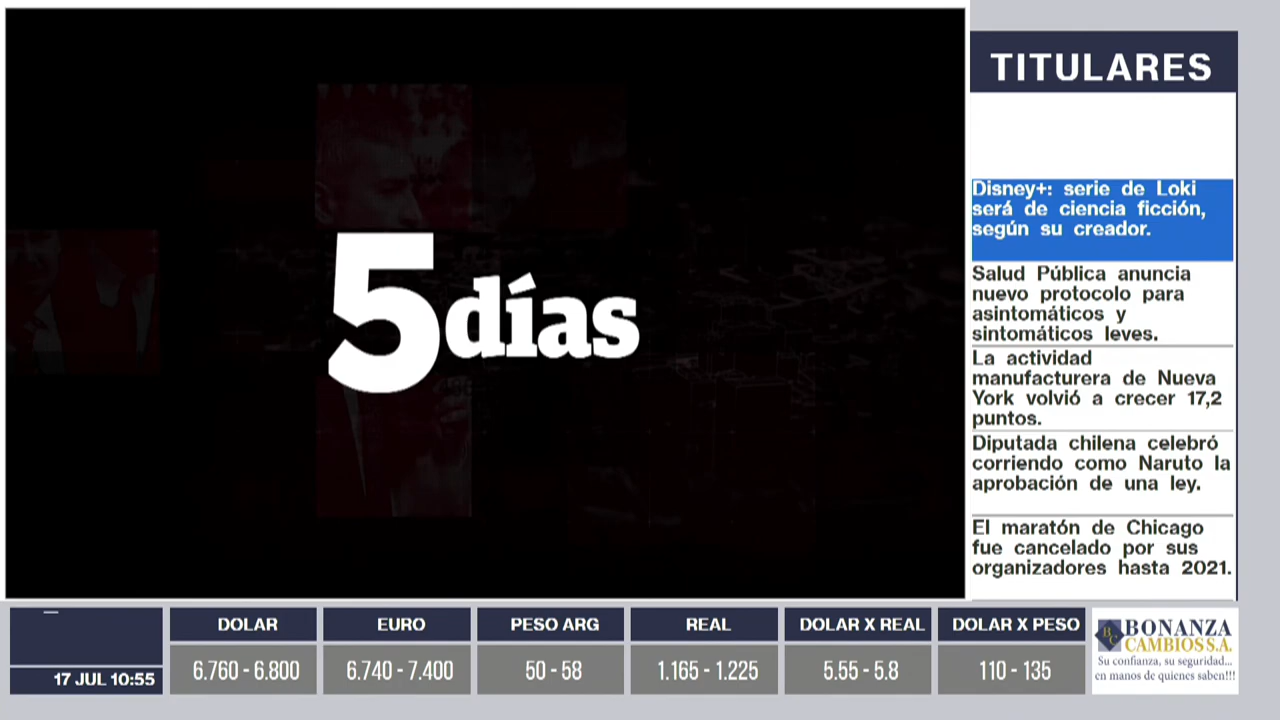 5días
TITULARES
Disney+: serie de Loki
será de ciencia ficción,
según su creador.
Salud Pública anuncia
nuevo protocolo para
asintomáticos y
sintomáticos leves.
La actividad
manufacturera de Nueva
York volvió a crecer 17,2
puntos.
Diputada chilena celebró
corriendo como Naruto la
aprobación de una ley.
El maratón de Chicago
fue cancelado por sus
organizadores hasta 2021.
17 JUL 10:55
DOLAR
6.760 - 6.800
EURO
6.740 - 7.400
PESO ARG
50 - 58
REAL
1.165 - 1.225
DOLAR X REAL
5.55 - 5.8
DOLAR X PESO
110 - 135
BC
BONANZA
CAMBIOS S.A.
Su confianza, su seguridad...
en manos de quienes saben!!!